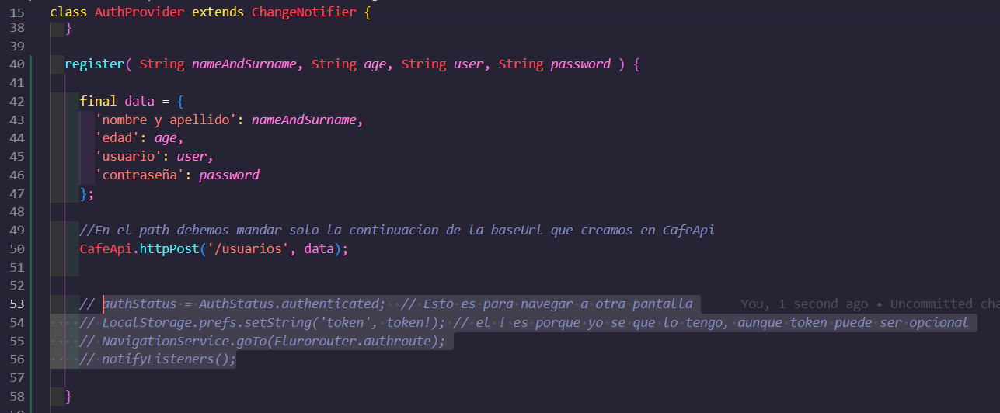 15 class AuthProvider extends ChangeNotifier {
38 }
39
40 register( String nameAndSurname, String age, String user, String password ) {
41
42 final data = {
43 'nombre y apellido': nameAndSurname,
44 'edad': age,
45 'usuario': user,
46 'contraseña': password
47 };
48
49 //En el path debemos mandar solo la continuacion de la baseUrl que creamos en CafeApi
50 CafeApi.httpPost('/usuarios', data);
51
52
53 // authStatus = AuthStatus.authenticated; // Esto es para navegar a otra pantalla You, 1 second ago • Uncommitted cha
54 // LocalStorage.prefs.setString('token', token!); // el ! es porque yo se que lo tengo, aunque token puede ser opcional
55 // NavigationService.goTo(Flurorouter.authroute);
56 // notifyListeners();
57
58 }